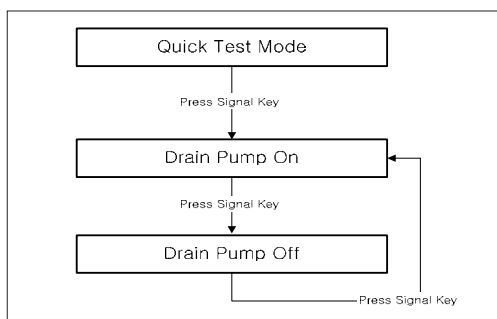 Quick Test Mode
Press Signal Key
Drain Pump On
Press Signal Key
Drain Pump Off
Press Signal Key